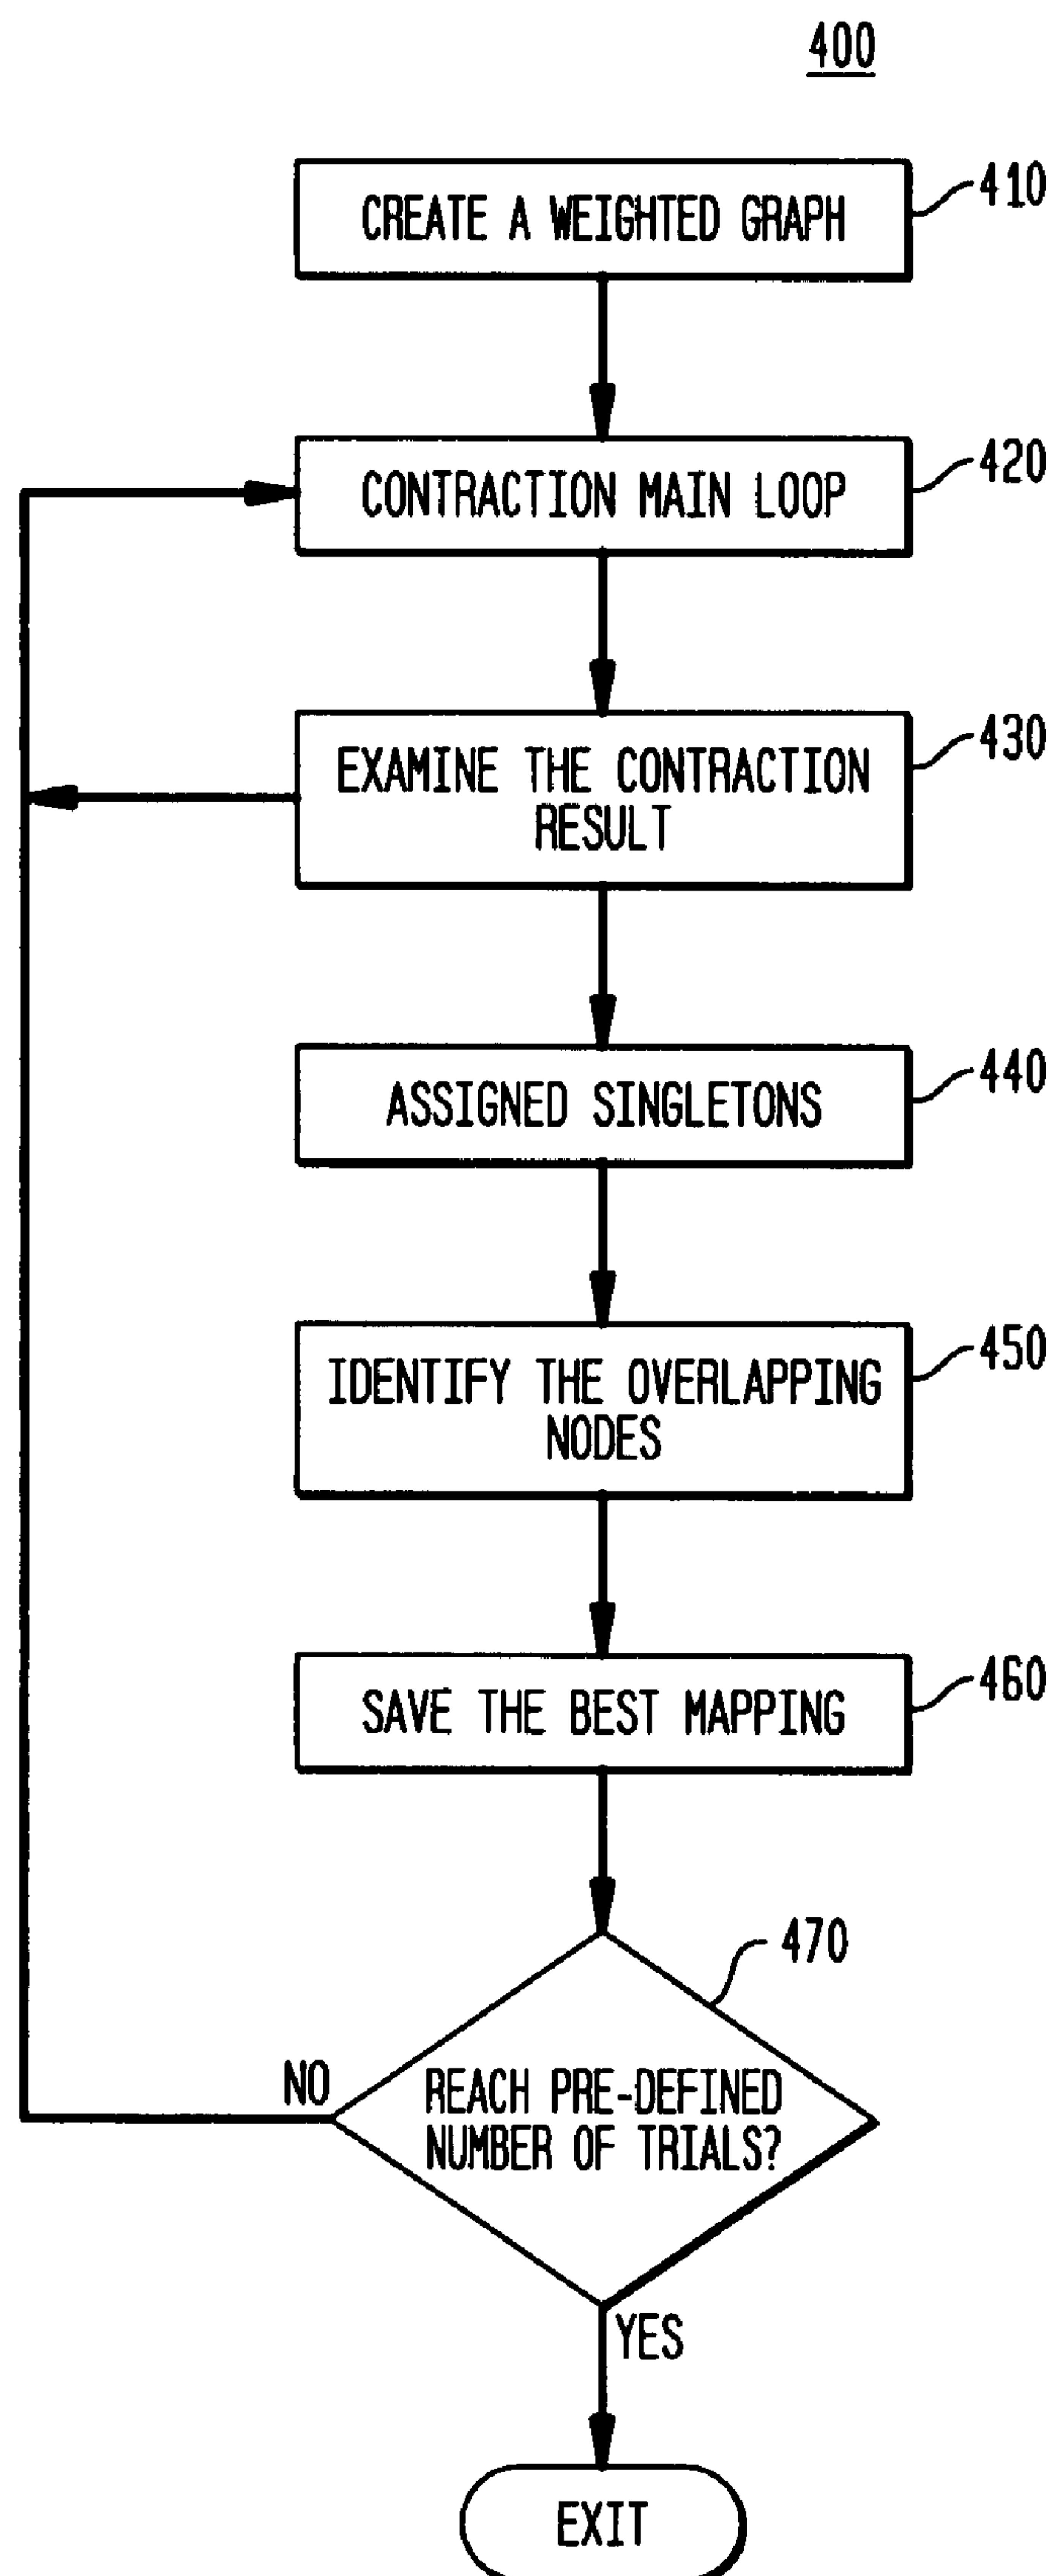 400
CREATE A WEIGHTED GRAPH
410
CONTRACTION MAIN LOOP
420
EXAMINE THE CONTRACTION
RESULT
430
ASSIGNED SINGLETONS
440
IDENTIFY THE OVERLAPPING
NODES
450
SAVE THE BEST MAPPING
460
470
REACH PRE-DEFINED
NUMBER OF TRIALS?
NO
YES
EXIT